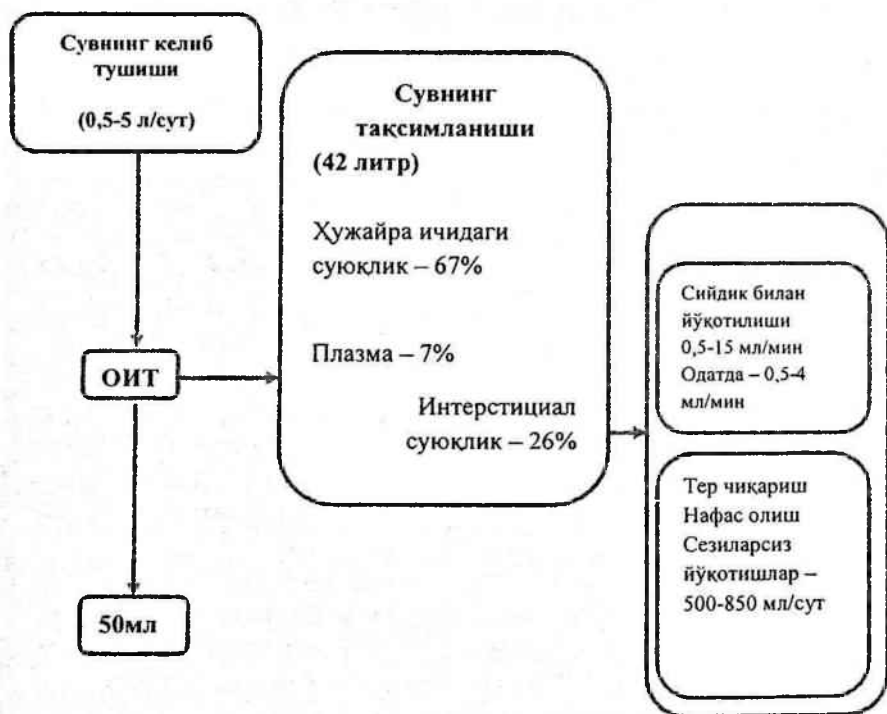 Сувнинг келиб
тушиши
(0,5-5 л/сут)
Сувнинг
тақсимланиши
(42 литр)
Ҳужайра ичидаги
суюқлик – 67%
Плазма – 7%
Интерстициал
суюқлик – 26%
ОИТ
50мл
Сийдик билан
йўқотилиши
0,5-15 мл/мин
Одатда – 0,5-4
мл/мин
Тер чиқариш
Нафас олиш
Сезиларсиз
йўқотишлар –
500-850 мл/сут